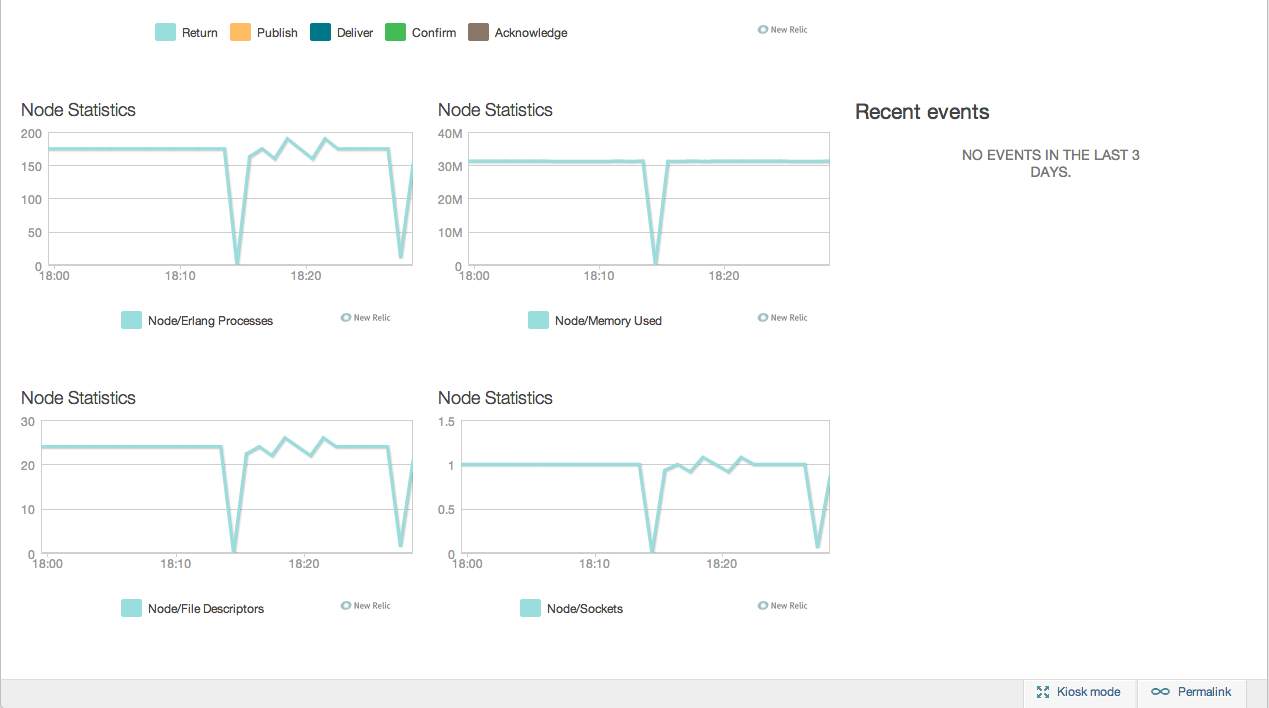 Return Publish Deliver Confirm Acknowledge New Relic
Node Statistics
200
150
100
50
0
18:00 18:10 18:20
Node/Erlang Processes New Relic
Node Statistics
40M
30M
20M
10M
0
18:00 18:10 18:20
Node/Memory Used New Relic
Recent events
NO EVENTS IN THE LAST 3
DAYS.
Node Statistics
30
20
10
0
18:00 18:10 18:20
Node/File Descriptors New Relic
Node Statistics
1.5
1
0.5
0
18:00 18:10 18:20
Node/Sockets New Relic
Kiosk mode Permalink